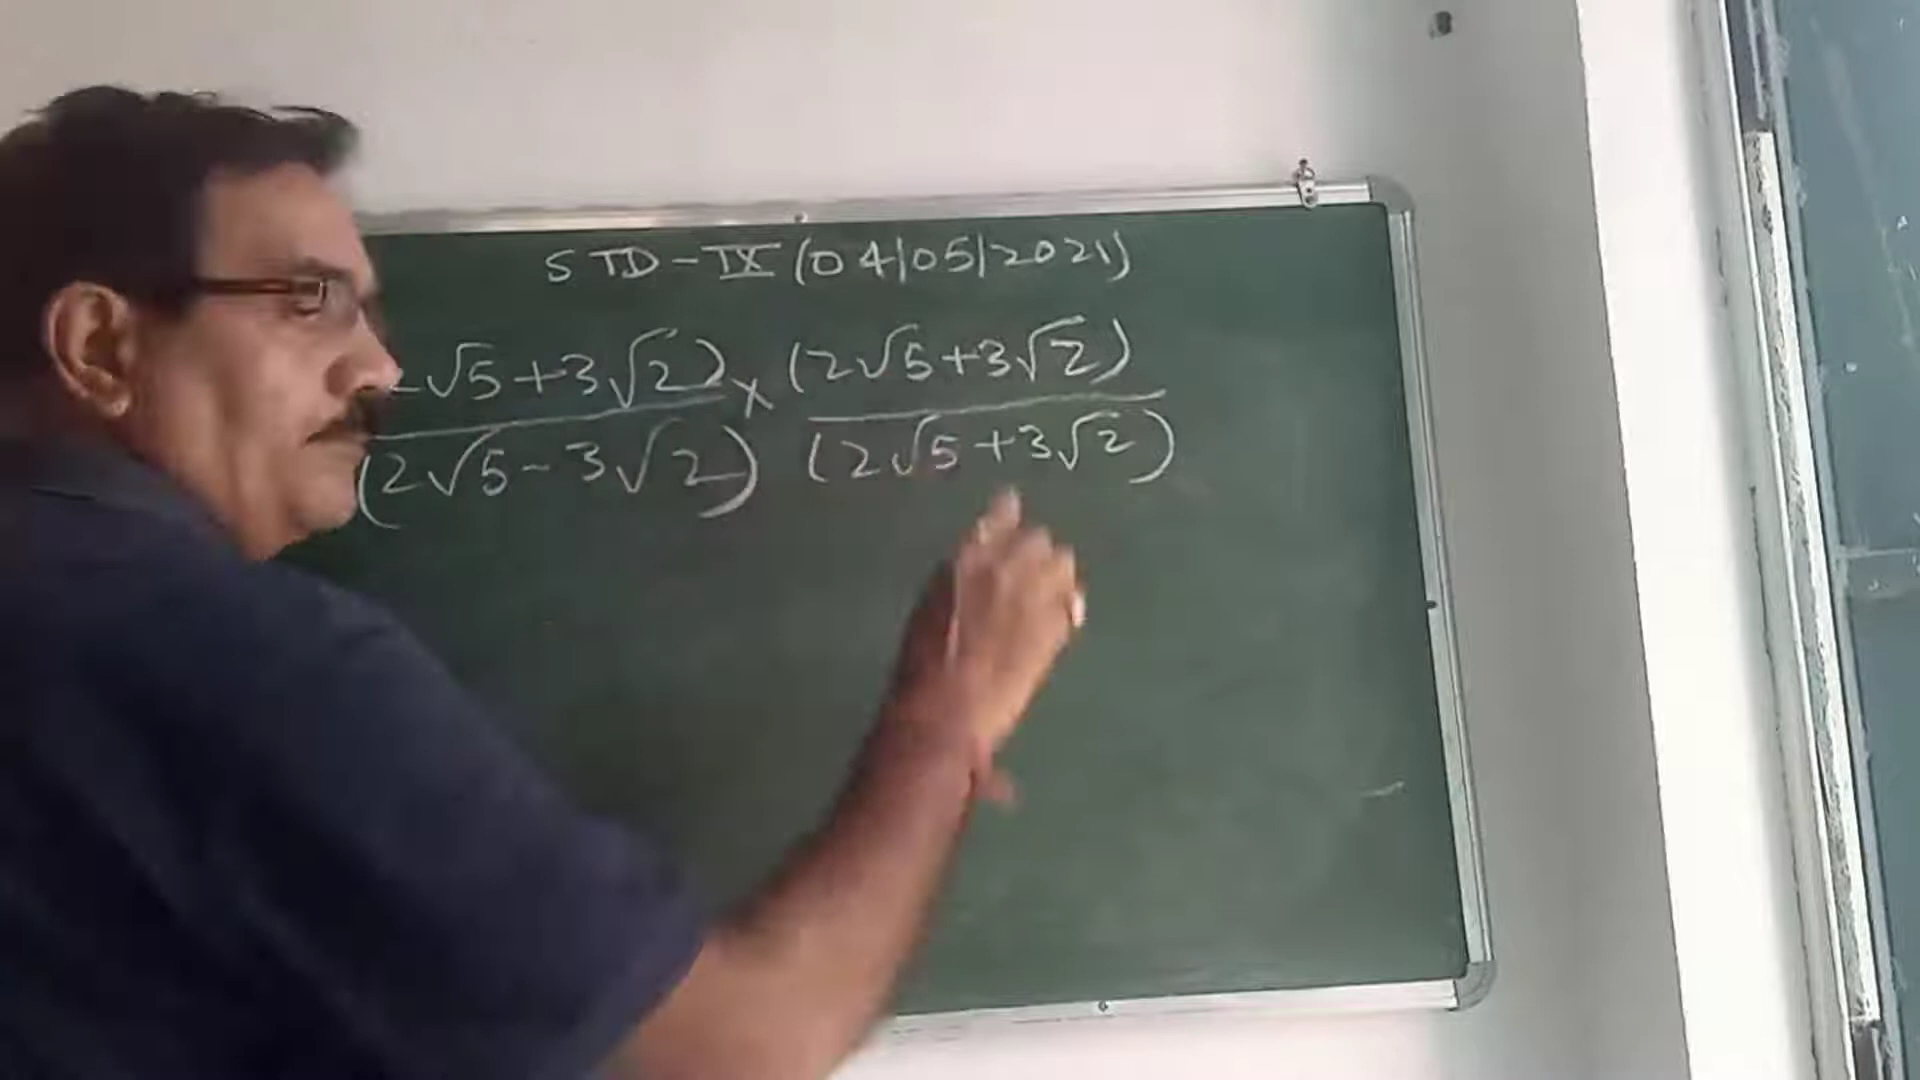 STD-IX (04/05/2021)
√5+3√2) x (2√5+3√2)
(2√5-3√2) (2√5+3√2)